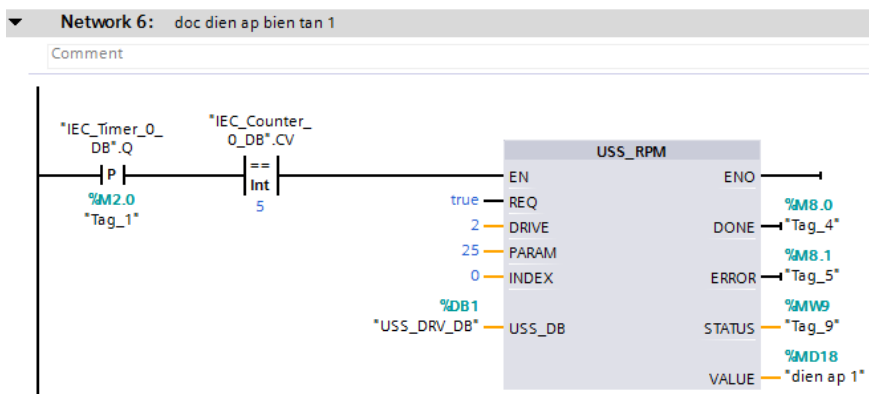 Network 6: doc dien ap bien tan 1
Comment
"IEC_Timer_0_
DB".Q
P
%M2.0
"Tag_1"
"IEC_Counter_
0_DB".CV
==
Int
5
USS_RPM
EN
ENO
true
REQ
2
DRIVE
25
PARAM
0
INDEX
%DB1
"USS_DRV_DB"
USS_DB
%M8.0
DONE
"Tag_4"
%M8.1
ERROR
"Tag_5"
%MW9
STATUS
"Tag_9"
%MD18
VALUE
"dien ap 1"